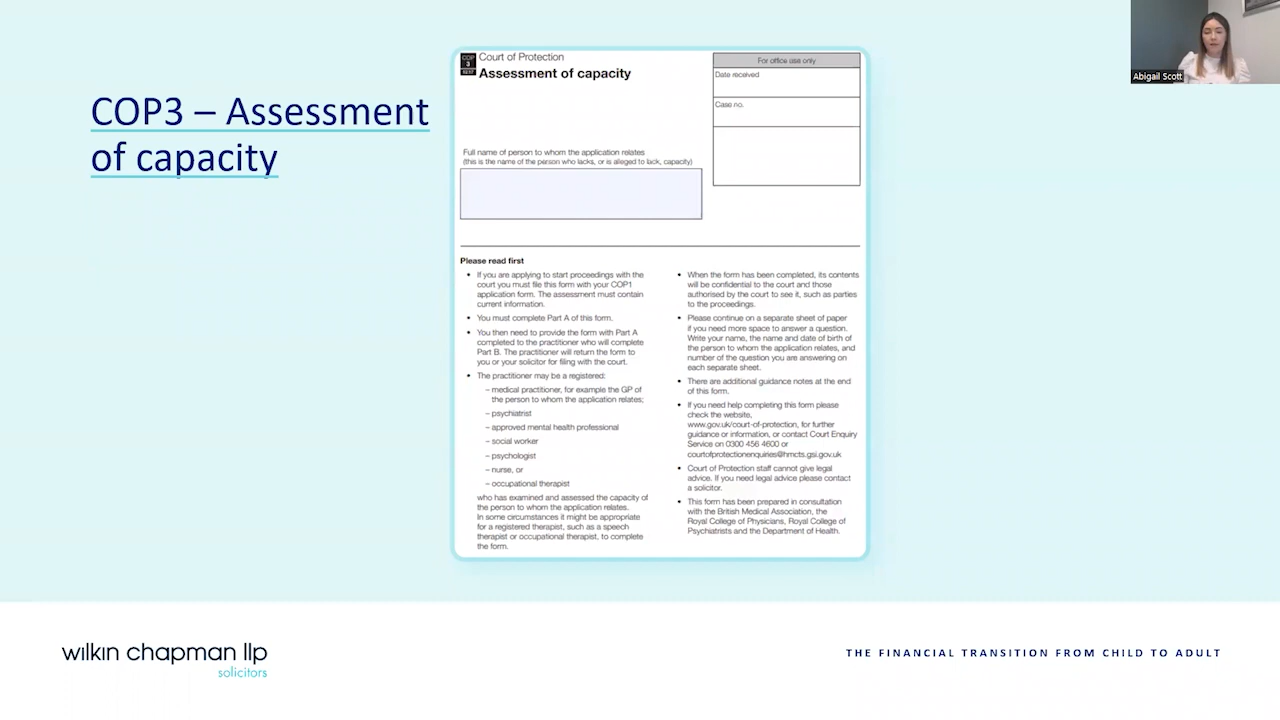 COP3 – Assessment
of capacity
COP
3
02.17
Court of Protection
Assessment of capacity
For office use only
Date received
Case no.
Full name of person to whom the application relates
(this is the name of the person who lacks, or is alleged to lack, capacity)
Please read first
• If you are applying to start proceedings with the
court you must file this form with your COP1
application form. The assessment must contain
current information.
• You must complete Part A of this form.
• You then need to provide the form with Part A
completed to the practitioner who will complete
Part B. The practitioner will return the form to
you or your solicitor for filing with the court.
• The practitioner may be a registered:
– medical practitioner, for example the GP of
the person to whom the application relates;
– psychiatrist
– approved mental health professional
– social worker
– psychologist
– nurse, or
– occupational therapist
who has examined and assessed the capacity of
the person to whom the application relates.
In some circumstances it might be appropriate
for a registered therapist, such as a speech
therapist or occupational therapist, to complete
the form.
• When the form has been completed, its contents
will be confidential to the court and those
authorised by the court to see it, such as parties
to the proceedings.
• Please continue on a separate sheet of paper
if you need more space to answer a question.
Write your name, the name and date of birth of
the person to whom the application relates, and
number of the question you are answering on
each separate sheet.
• There are additional guidance notes at the end
of this form.
• If you need help completing this form please
check the website,
www.gov.uk/court-of-protection, for further
guidance or information, or contact Court Enquiry
Service on 0300 456 4600 or
courtofprotectionenquiries@hmcts.gsi.gov.uk
• Court of Protection staff cannot give legal
advice. If you need legal advice please contact
a solicitor.
• This form has been prepared in consultation
with the British Medical Association, the
Royal College of Physicians, Royal College of
Psychiatrists and the Department of Health.
Abigail Scott
wilkin chapman llp
solicitors
THE FINANCIAL TRANSITION FROM CHILD TO ADULT